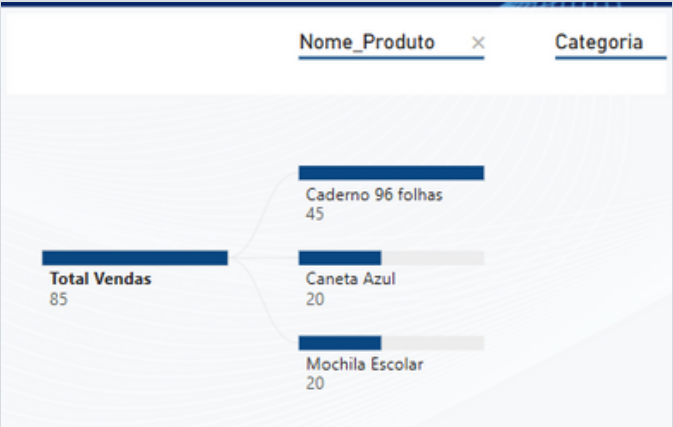 Nome_Produto
Categoria
Caderno 96 folhas
45
Total Vendas
85
Caneta Azul
20
Mochila Escolar
20